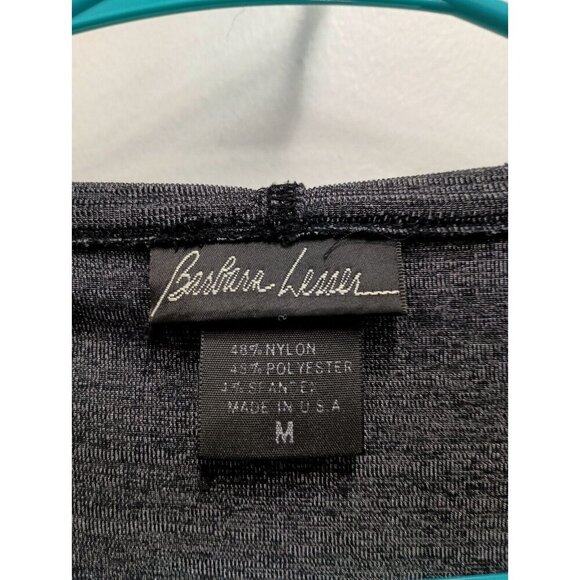 Barbara Lesser
48% NYLON
48% POLYESTER
4% SPANDEX
MADE IN U.S.A
M